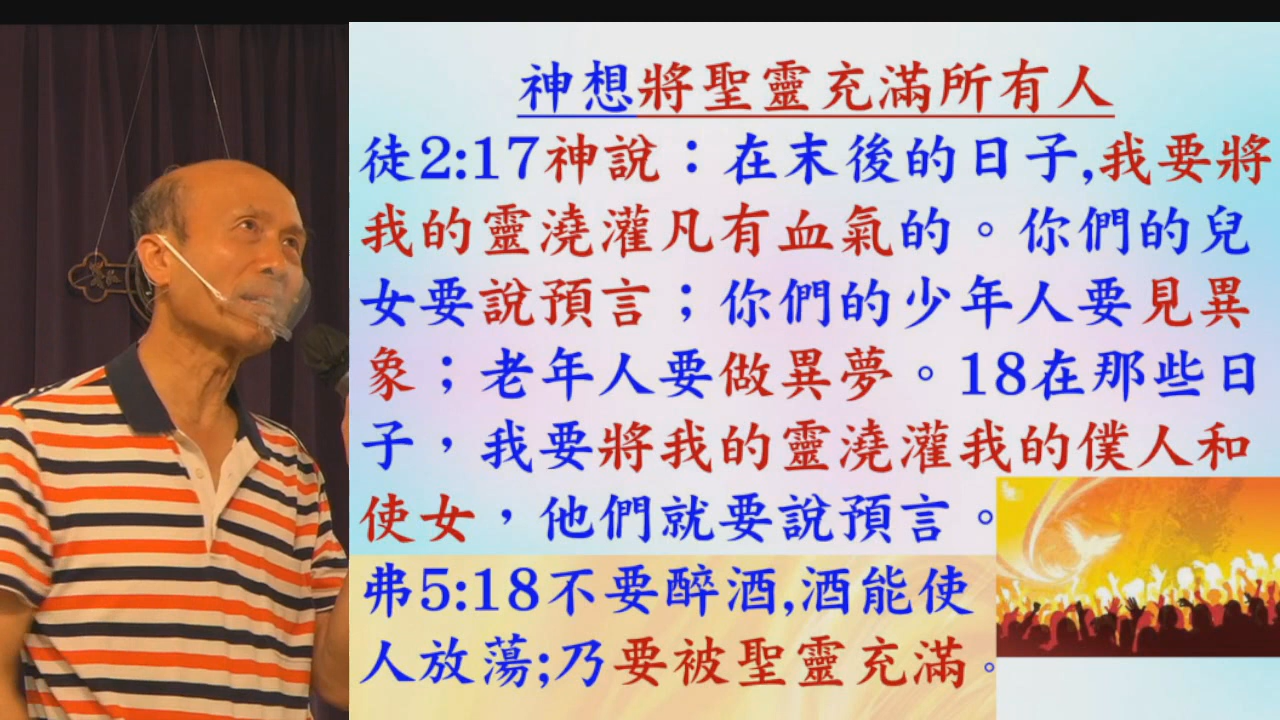 神想將聖靈充滿所有人
徒2:17神說：在末後的日子,我要將
我的靈澆灌凡有血氣的。你們的兒
女要說預言；你們的少年人要見異
象；老年人要做異夢。18在那些日
子，我要將我的靈澆灌我的僕人和
使女，他們就要說預言。
弗5:18不要醉酒,酒能使
人放蕩;乃要被聖靈充滿。